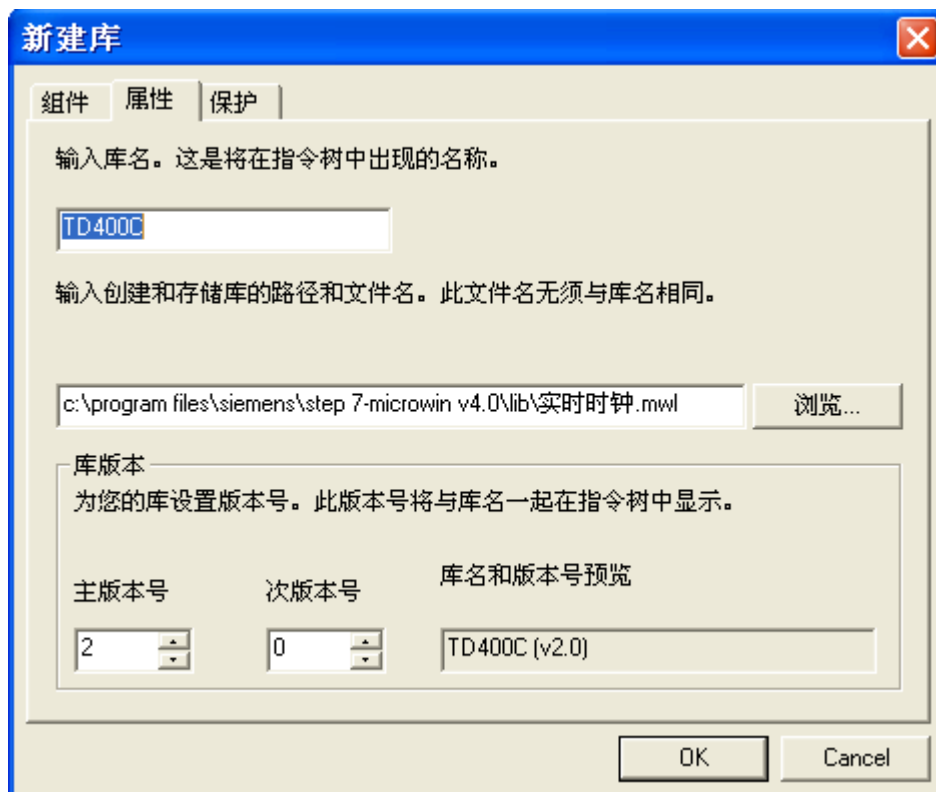 新建库
组件 属性 保护
输入库名。这是将在指令树中出现的名称。
TD400C
输入创建和存储库的路径和文件名。此文件名无须与库名相同。
c:\program files\siemens\step 7-microwin v4.0\lib\实时时钟.mwl 浏览...
库版本
为您的库设置版本号。此版本号将与库名一起在指令树中显示。
主版本号 次版本号 库名和版本号预览
2 0 TD400C (v2.0)
OK Cancel